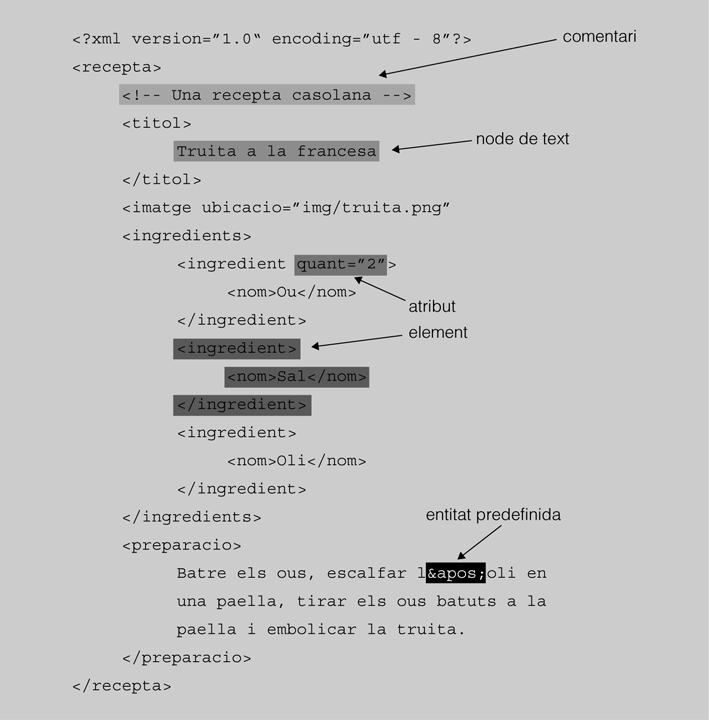 <?xml version=”1.0“ encoding=”utf - 8”?>
comentari
<recepta>
<!-- Una recepta casolana -->
<titol>
node de text
Truita a la francesa
</titol>
<imatge ubicacio=”img/truita.png”
<ingredients>
<ingredient quant=”2”>
<nom>Ou</nom>
atribut
</ingredient>
element
<ingredient>
<nom>Sal</nom>
</ingredient>
<ingredient>
<nom>Oli</nom>
</ingredient>
</ingredients>
entitat predefinida
<preparacio>
Batre els ous, escalfar l&apos;oli en
una paella, tirar els ous batuts a la
paella i embolicar la truita.
</preparacio>
</recepta>